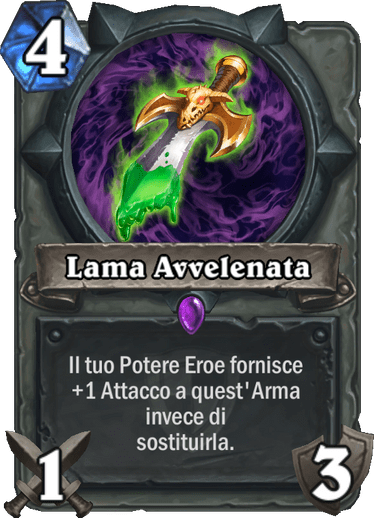 4
Lama Avvelenata
Il tuo Potere Eroe fornisce
+1 Attacco a quest'Arma
invece di
sostituirla.
1
3